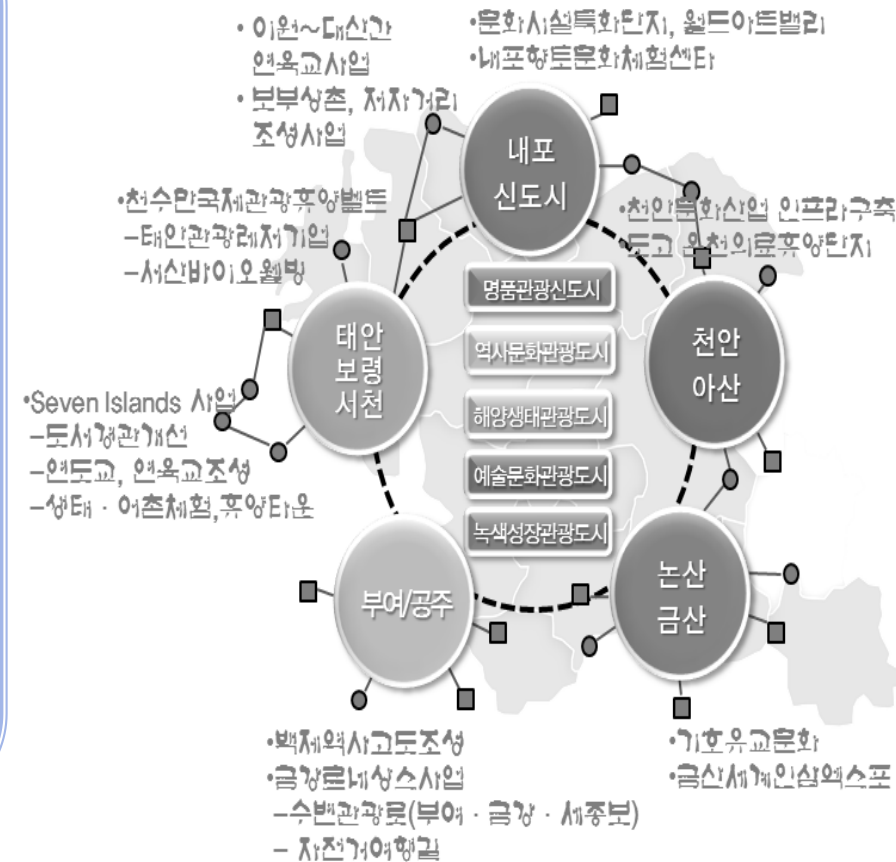 • 이원~대산간
연육교사업
• 보부상촌, 저자거리
조성사업
•문화시설특화단지, 월드아트밸리
•내포향토문화체험센타
내포
신도시
•천수만국제관광휴양벨트
-태안관광레저기업
-서산바이오웰빙
•천안문화산업 인프라구축
•도고 온천의료휴양단지
명품관광신도시
역사문화관광도시
해양생태관광도시
예술문화관광도시
녹색성장관광도시
태안
보령
서천
천안
아산
•Seven Islands 사업
-도서경관개선
-연도교, 연육교조성
-생태 · 어촌체험,휴양타운
부여/공주
논산
금산
•백제역사고도조성
•금강르네상스사업
-수변관광로(부여 · 금강 · 세종보)
- 자전거여행길
•기호유교문화
•금산세계인삼엑스포